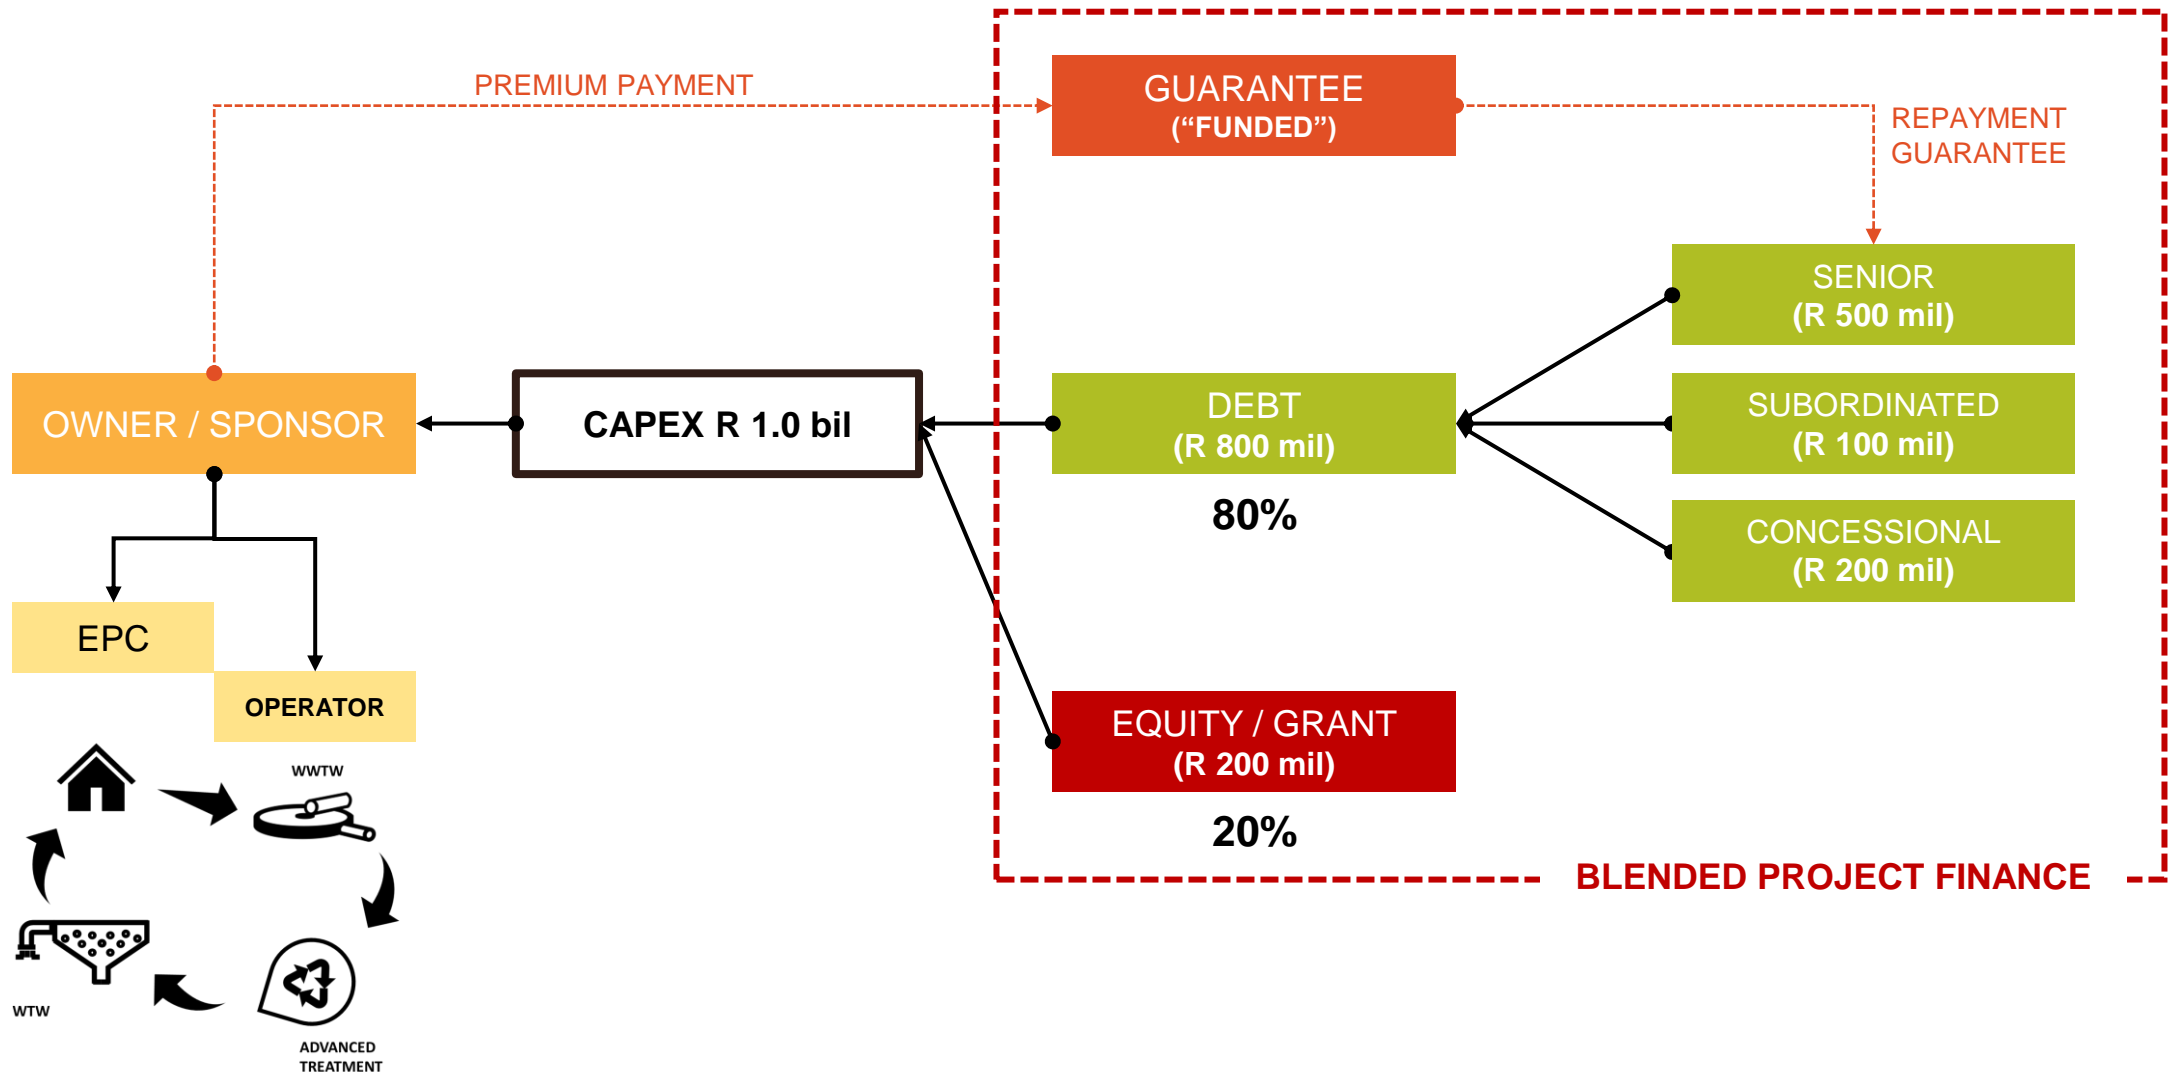 PREMIUM PAYMENT
GUARANTEE
(“FUNDED”)
REPAYMENT
GUARANTEE
SENIOR
(R 500 mil)
OWNER / SPONSOR
CAPEX R 1.0 bil
DEBT
(R 800 mil)
80%
SUBORDINATED
(R 100 mil)
CONCESSIONAL
(R 200 mil)
EPC
OPERATOR
EQUITY / GRANT
(R 200 mil)
20%
BLENDED PROJECT FINANCE
WWTW
WTW
ADVANCED
TREATMENT